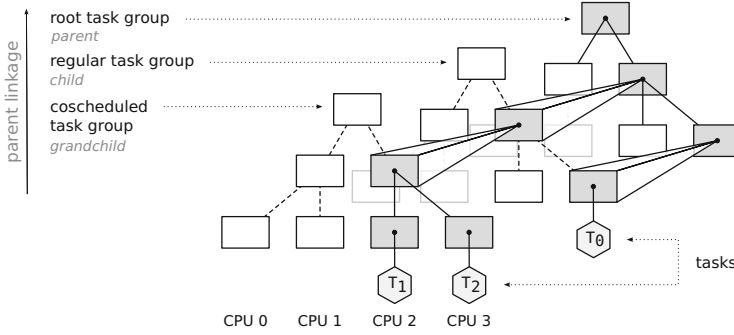 root task group
parent
regular task group
child
coscheduled
task group
grandchild
parent linkage
T0
tasks
T1
T2
CPU 0
CPU 1
CPU 2
CPU 3